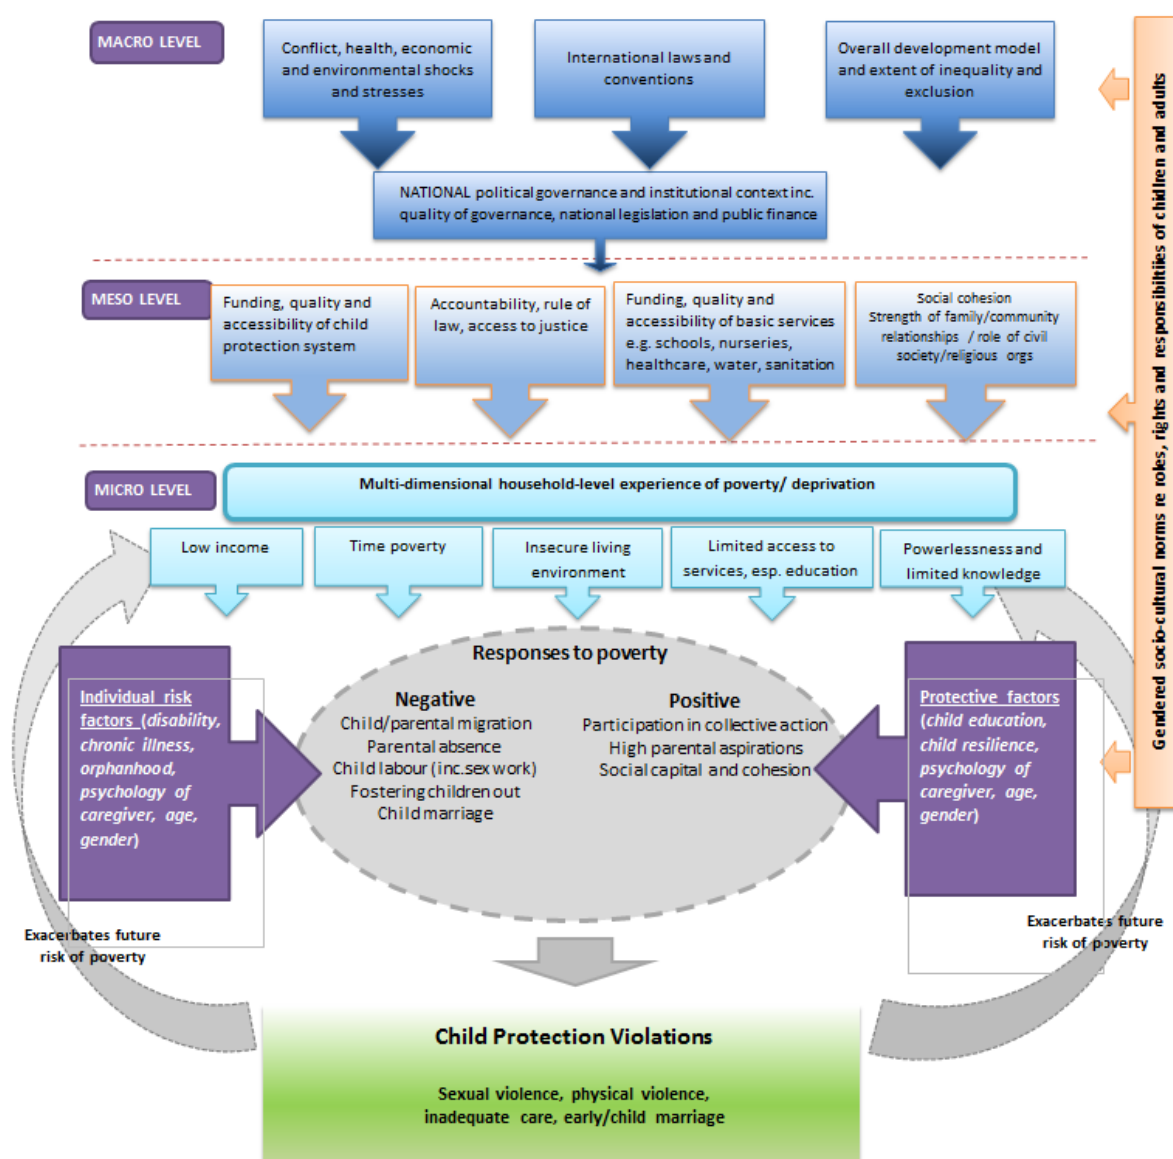 MACRO LEVEL
Conflict, health, economic
and environmental shocks
and stresses
International laws and
conventions
Overall development model
and extent of inequality and
exclusion
NATIONAL political governance and institutional context inc.
quality of governance, national legislation and public finance
MESO LEVEL
Funding, quality and
accessibility of child
protection system
Accountability, rule of
law, access to justice
Funding, quality and
accessibility of basic services
e.g. schools, nurseries,
healthcare, water, sanitation
Social cohesion
Strength of family/community
relationships / role of civil
society/religious orgs
MICRO LEVEL
Multi-dimensional household-level experience of poverty/ deprivation
Low income
Time poverty
Insecure living
environment
Limited access to
services, esp. education
Powerlessness and
limited knowledge
Responses to poverty
Negative
Child/parental migration
Parental absence
Child labour (inc.sex work)
Fostering children out
Child marriage
Positive
Participation in collective action
High parental aspirations
Social capital and cohesion
Individual risk
factors (disability,
chronic illness,
orphanhood,
psychology of
caregiver, age,
gender)
Protective factors
(child education,
child resilience,
psychology of
caregiver, age,
gender)
Exacerbates future
risk of poverty
Exacerbates future
risk of poverty
Child Protection Violations
Sexual violence, physical violence,
inadequate care, early/child marriage
Gendered socio-cultural norms re roles, rights and responsibiltiies of children and adults